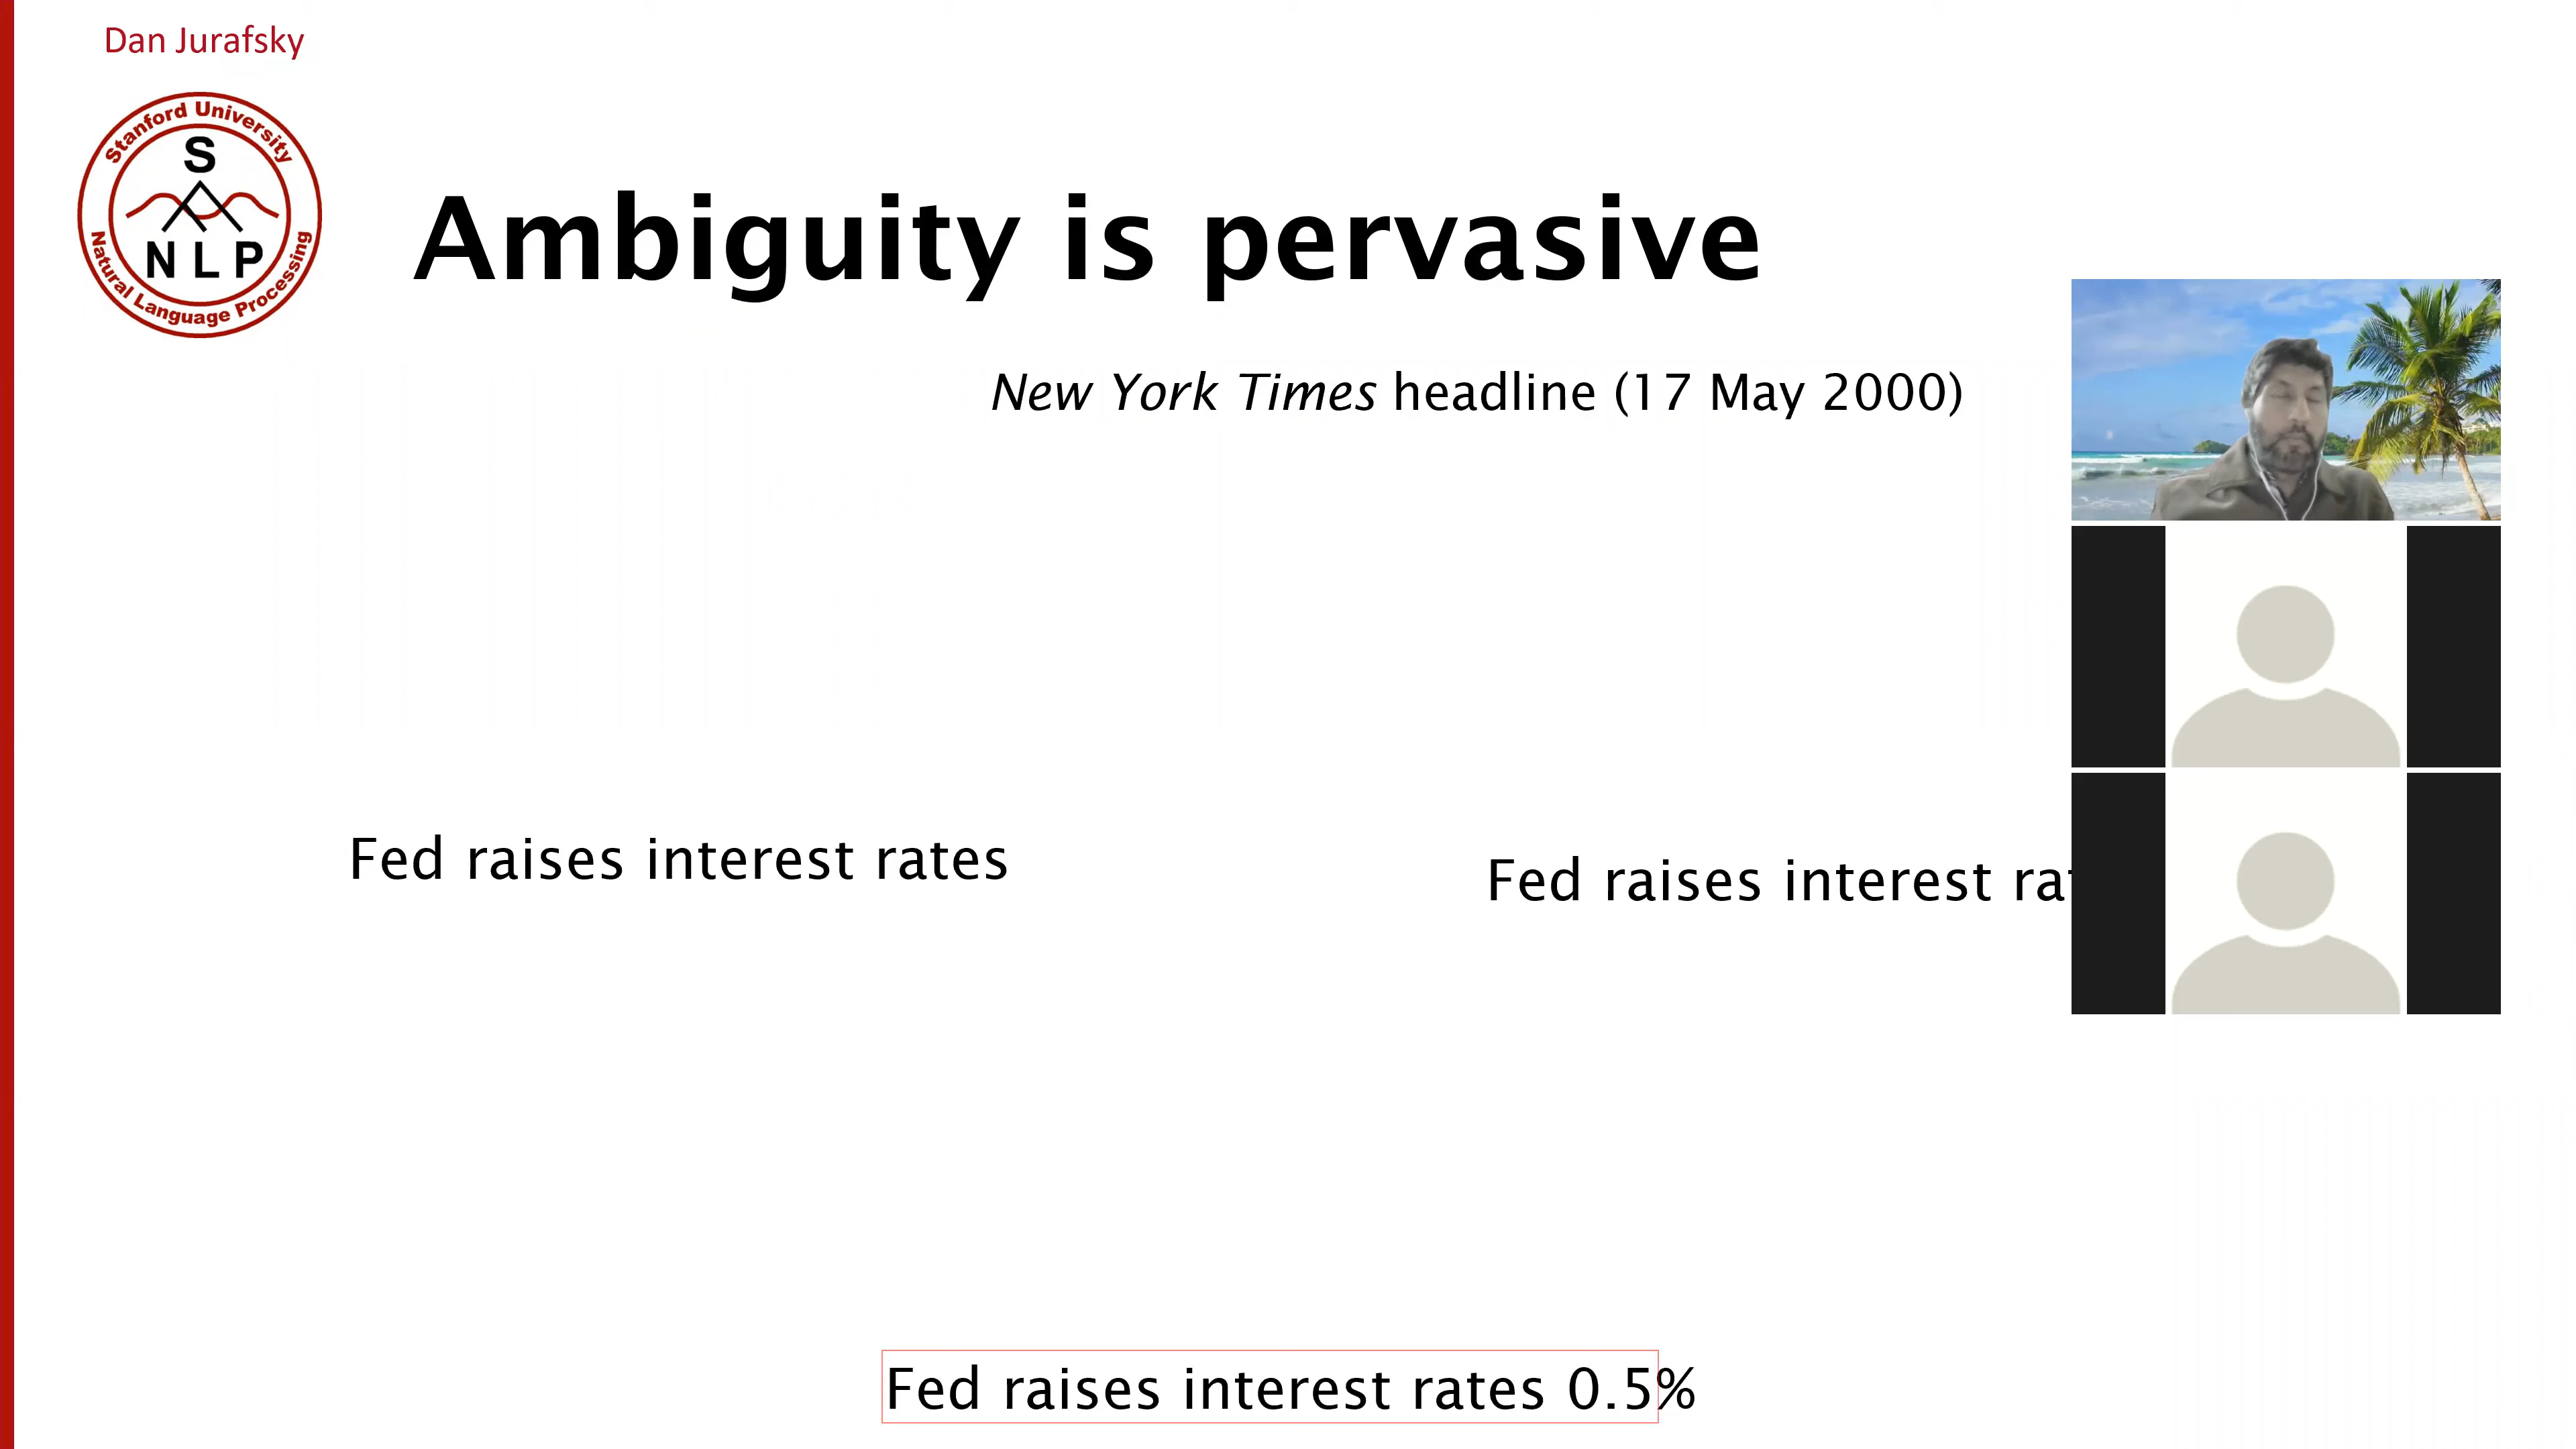 Dan Jurafsky
Stanford University
S
NLP
Natural Language Processing
Ambiguity is pervasive
New York Times headline (17 May 2000)
Fed raises interest rates
Fed raises interest
Fed raises interest rates 0.5%